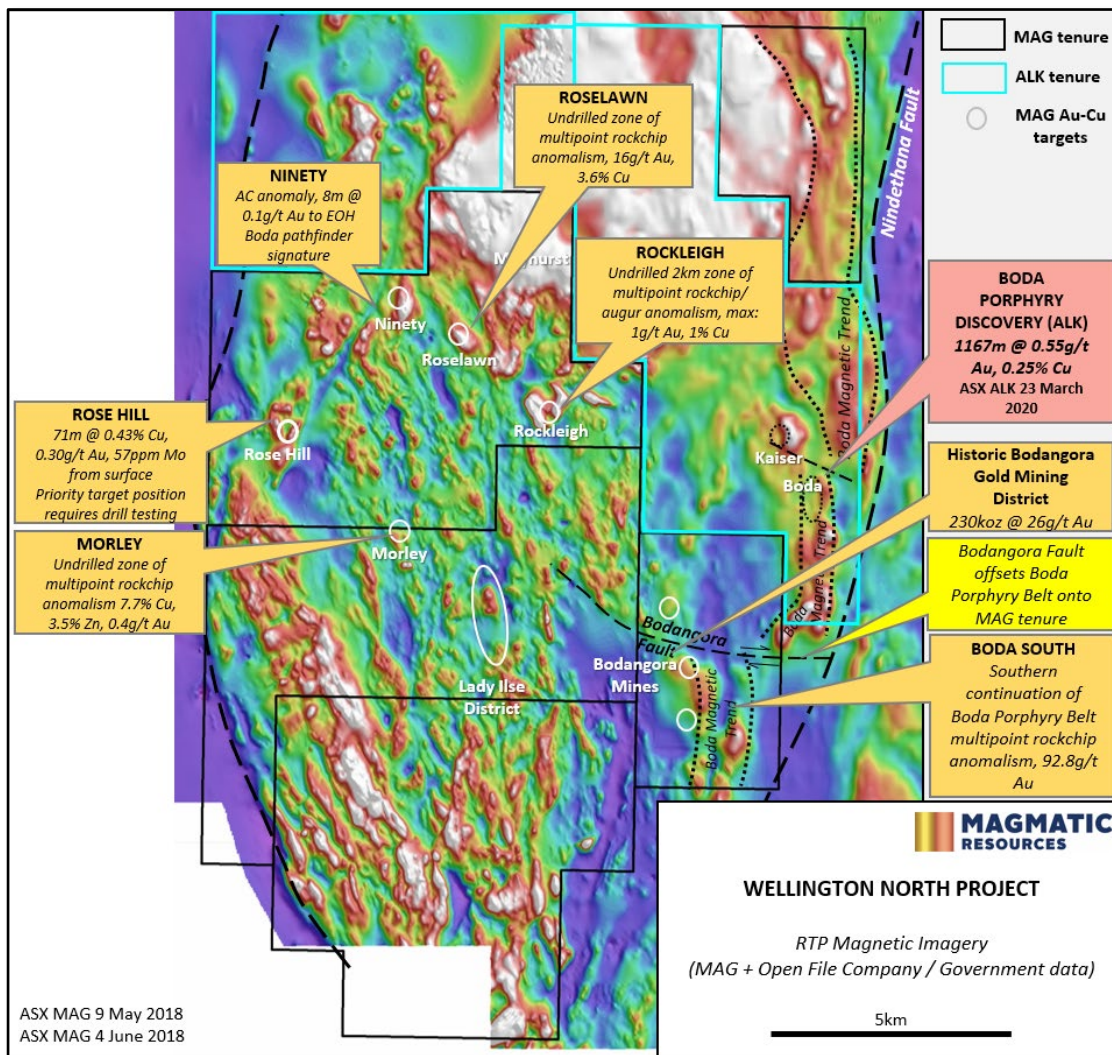 MAG tenure
ALK tenure
MAG Au-Cu
targets
ROSELAWN
Undrilled zone of
multipoint rockchip
anomalism, 16g/t Au,
3.6% Cu
NINETY
AC anomaly, 8m @
0.1g/t Au to EOH
Boda pathfinder
signature
ROCKLEIGH
Undrilled 2km zone of
multipoint rockchip/
augur anomalism, max:
1g/t Au, 1% Cu
Nindethana Fault
BODA
PORPHYRY
DISCOVERY (ALK)
1167m @ 0.55g/t
Au, 0.25% Cu
ASX ALK 23 March
2020
Ninety
Roselawn
Boda Magnetic Trend
ROSE HILL
71m @ 0.43% Cu,
0.30g/t Au, 57ppm Mo
from surface
Priority target position
requires drill testing
Rose Hill
Rockleigh
Kaiser
Boda
Historic Bodangora
Gold Mining
District
230koz @ 26g/t Au
MORLEY
Undrilled zone of
multipoint rockchip
anomalism 7.7% Cu,
3.5% Zn, 0.4g/t Au
Morley
Boda Magnetic Trend
Bodangora Fault
offsets Boda
Porphyry Belt onto
MAG tenure
Bodangora
Fault
Bodangora
Mines
Lady Ilse
District
Boda Magnetic
Trend
BODA SOUTH
Southern
continuation of
Boda Porphyry Belt
multipoint rockchip
anomalism, 92.8g/t
Au
MAGMATIC
RESOURCES
WELLINGTON NORTH PROJECT
RTP Magnetic Imagery
(MAG + Open File Company / Government data)
5km
ASX MAG 9 May 2018
ASX MAG 4 June 2018